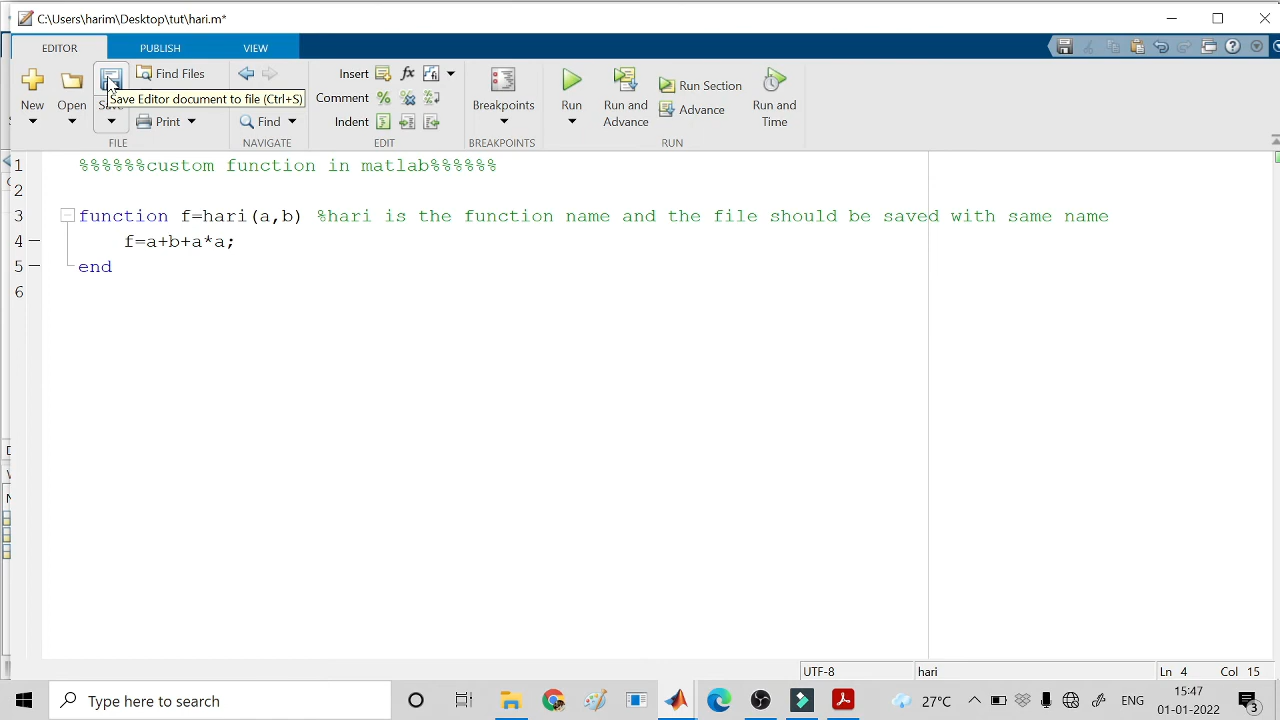 C:\Users\harim\Desktop\tut\hari.m*
EDITOR PUBLISH VIEW
New
Open
Find Files
Save Editor document to file (Ctrl+S)
Print
FILE
Find
NAVIGATE
Insert fx
Comment % %
Indent
EDIT
Breakpoints
BREAKPOINTS
Run
Run and
Advance
Run Section
Advance
Run and
Time
RUN
1 %%%%%%custom function in matlab%%%%%%
2
3 function f=hari(a,b) %hari is the function name and the file should be saved with same name
4 f=a+b+a*a;
5 end
6
UTF-8 hari Ln 4 Col 15
Type here to search
27°C ENG
15:47
01-01-2022
3